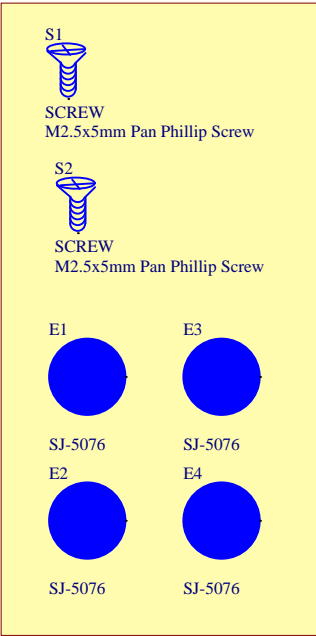 S1
SCREW
M2.5x5mm Pan Phillip Screw
S2
SCREW
M2.5x5mm Pan Phillip Screw
E1 E3
SJ-5076 SJ-5076
E2 E4
SJ-5076 SJ-5076